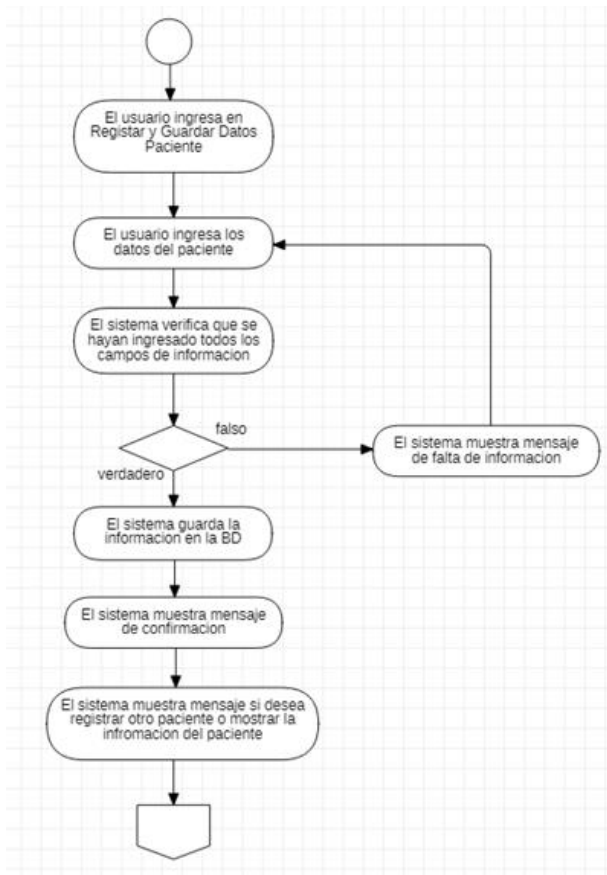 El usuario ingresa en
Registar y Guardar Datos
Paciente
El usuario ingresa los
datos del paciente
El sistema verifica que se
hayan ingresado todos los
campos de informacion
falso
verdadero
El sistema muestra mensaje
de falta de informacion
El sistema guarda la
informacion en la BD
El sistema muestra mensaje
de confirmacion
El sistema muestra mensaje si desea
registrar otro paciente o mostrar la
infromacion del paciente